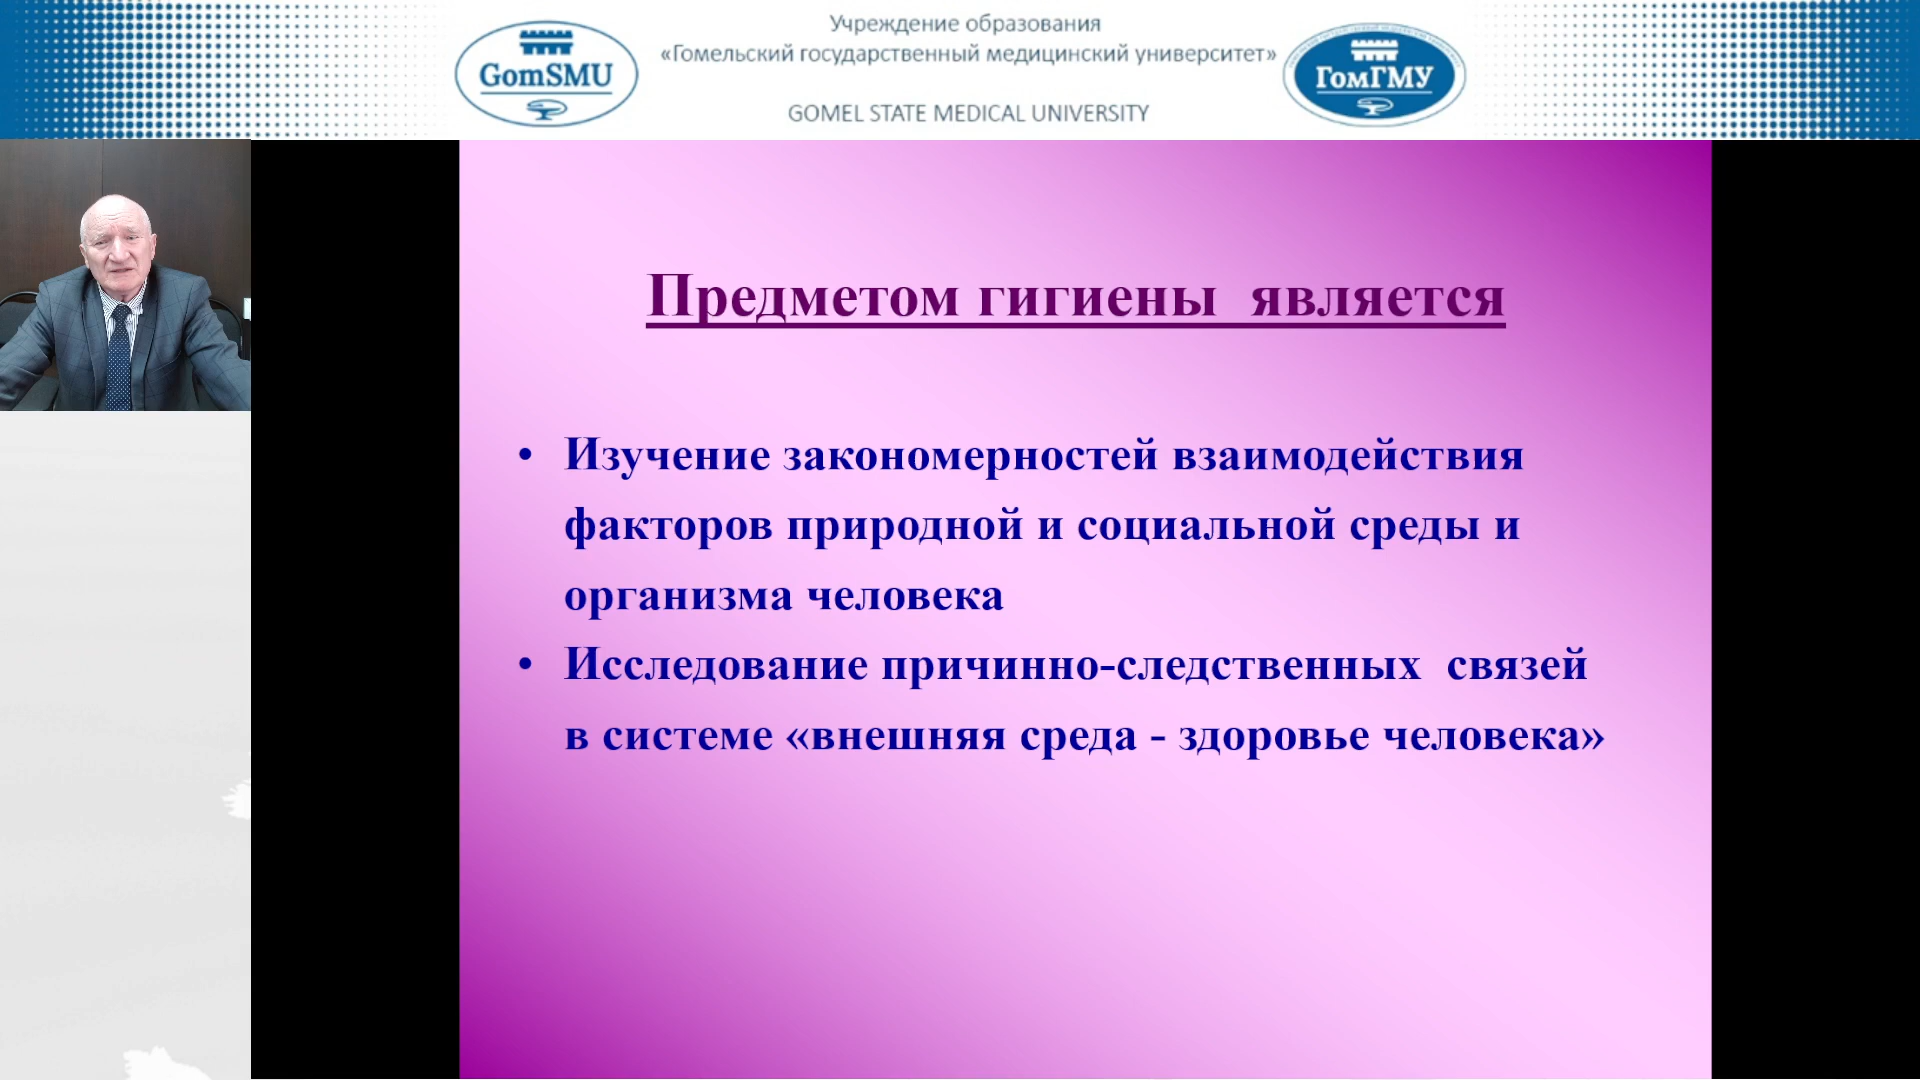 Учреждение образования
«Гомельский государственный медицинский университет»
GomSMU
ГомГМУ
GOMEL STATE MEDICAL UNIVERSITY
Предметом гигиены является
• Изучение закономерностей взаимодействия
факторов природной и социальной среды и
организма человека
• Исследование причинно-следственных связей
в системе «внешняя среда - здоровье человека»